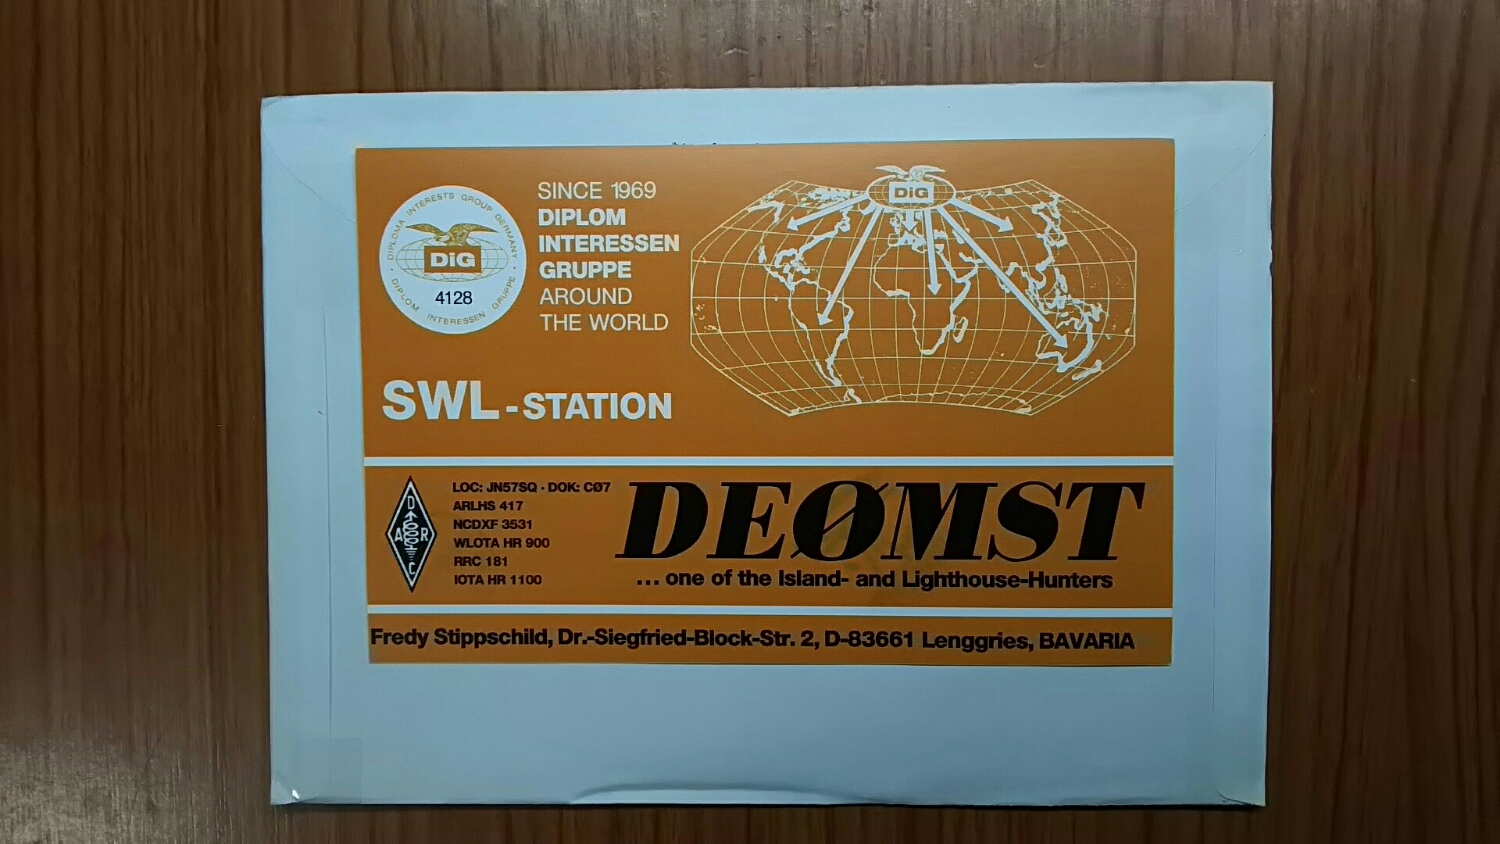 DIPLOMA INTERESTS GROUP GERMANY
DiG
4128
DIPLOM INTERESSEN GRUPPE
SINCE 1969
DIPLOM
INTERESSEN
GRUPPE
AROUND
THE WORLD
DiG
SWL-STATION
DARC
LOC: JN57SQ - DOK: CØ7
ARLHS 417
NCDXF 3531
WLOTA HR 900
RRC 181
IOTA HR 1100
DEØMST
... one of the Island- and Lighthouse-Hunters
Fredy Stippschild, Dr.-Siegfried-Block-Str. 2, D-83661 Lenggries, BAVARIA